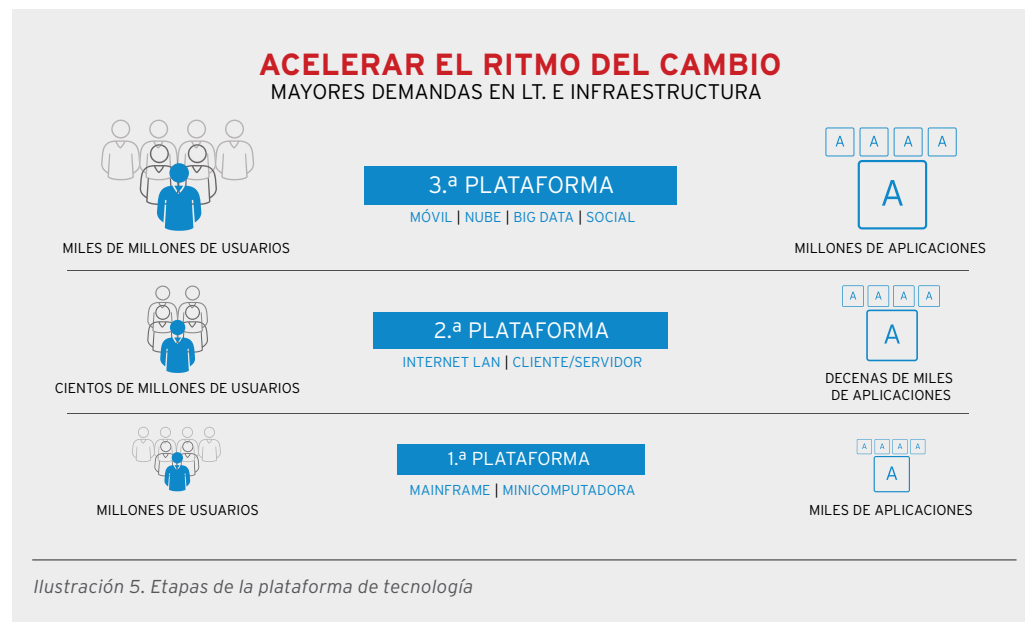 ACELERAR EL RITMO DEL CAMBIO
MAYORES DEMANDAS EN LT. E INFRAESTRUCTURA
A A A A
A
3.ª PLATAFORMA
MÓVIL | NUBE | BIG DATA | SOCIAL
MILES DE MILLONES DE USUARIOS
MILLONES DE APLICACIONES
A A A A
A
2.ª PLATAFORMA
INTERNET LAN | CLIENTE/SERVIDOR
CIENTOS DE MILLONES DE USUARIOS
DECENAS DE MILES
DE APLICACIONES
A A A A
A
1.ª PLATAFORMA
MAINFRAME | MINICOMPUTADORA
MILLONES DE USUARIOS
MILES DE APLICACIONES
Ilustración 5. Etapas de la plataforma de tecnología